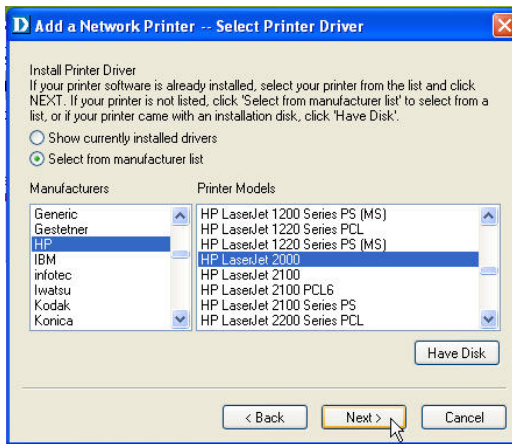 D Add a Network Printer -- Select Printer Driver
Install Printer Driver
If your printer software is already installed, select your printer from the list and click
NEXT. If your printer is not listed, click 'Select from manufacturer list' to select from a
list, or if your printer came with an installation disk, click 'Have Disk'.
Show currently installed drivers
Select from manufacturer list
Manufacturers
Generic
Gestetner
HP
IBM
infotec
Iwatsu
Kodak
Konica
Printer Models
HP LaserJet 1200 Series PS (MS)
HP LaserJet 1220 Series PCL
HP LaserJet 1220 Series PS (MS)
HP LaserJet 2000
HP LaserJet 2100
HP LaserJet 2100 PCL6
HP LaserJet 2100 Series PS
HP LaserJet 2200 Series PCL
Have Disk
< Back
Next >
Cancel